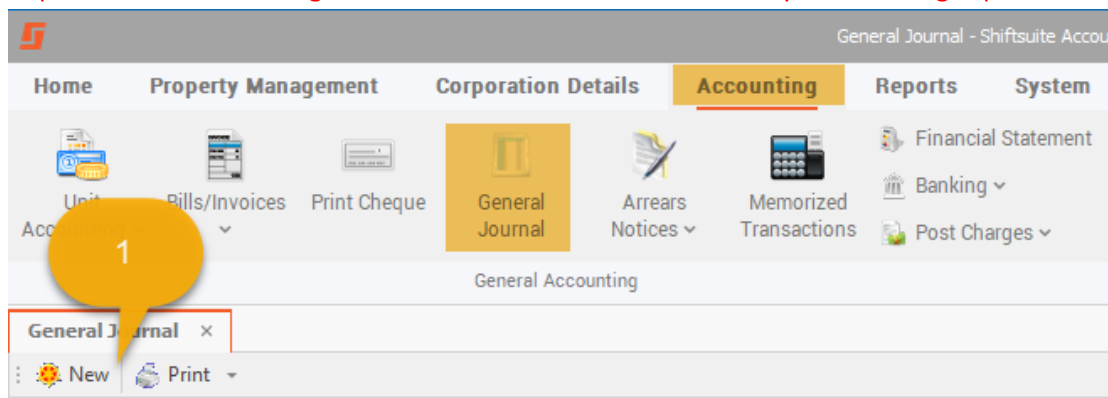 General Journal - Shiftsuite Accou
Home Property Management Corporation Details Accounting Reports System
Unit
Bills/Invoices
Print Cheque
General
Journal
Arrears
Notices
Memorized
Transactions
Financial Statement
Banking
Post Charges
1
General Accounting
General Journal ×
New Print